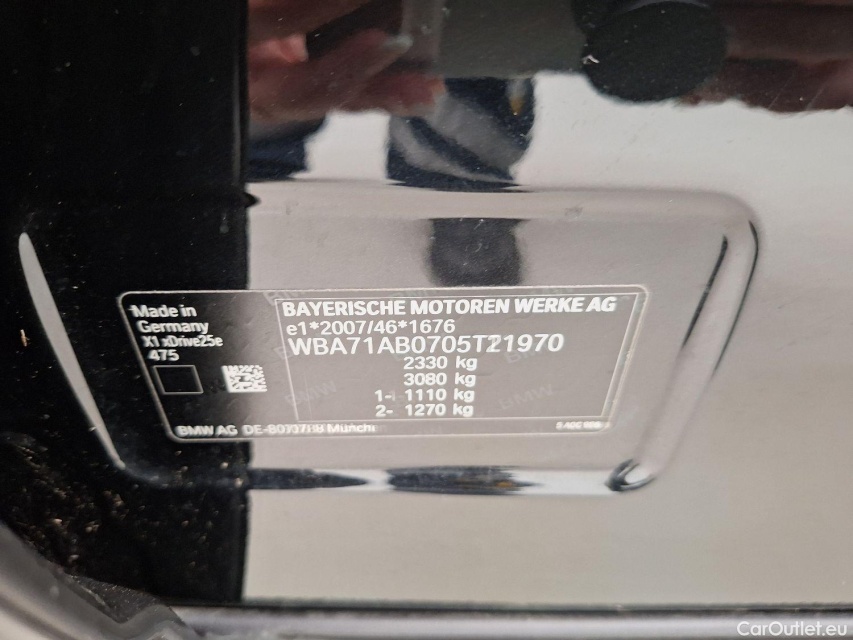 Made in
Germany
X1 xDrive25e
475
BAYERISCHE MOTOREN WERKE AG
e1*2007/46*1676
WBA71AB0705T21970
2330 kg
3080 kg
1- 1110 kg
2- 1270 kg
BMW AG
BMW
CarOutlet.eu